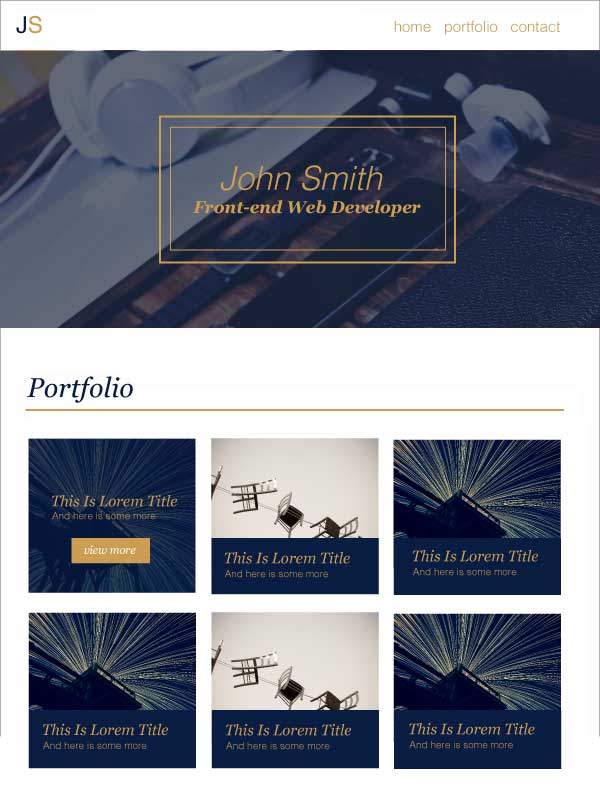 JS
home portfolio contact
John Smith
Front-end Web Developer
Portfolio
This Is Lorem Title
And here is some more
view more
This Is Lorem Title
And here is some more
This Is Lorem Title
And here is some more
This Is Lorem Title
And here is some more
This Is Lorem Title
And here is some more
This Is Lorem Title
And here is some more